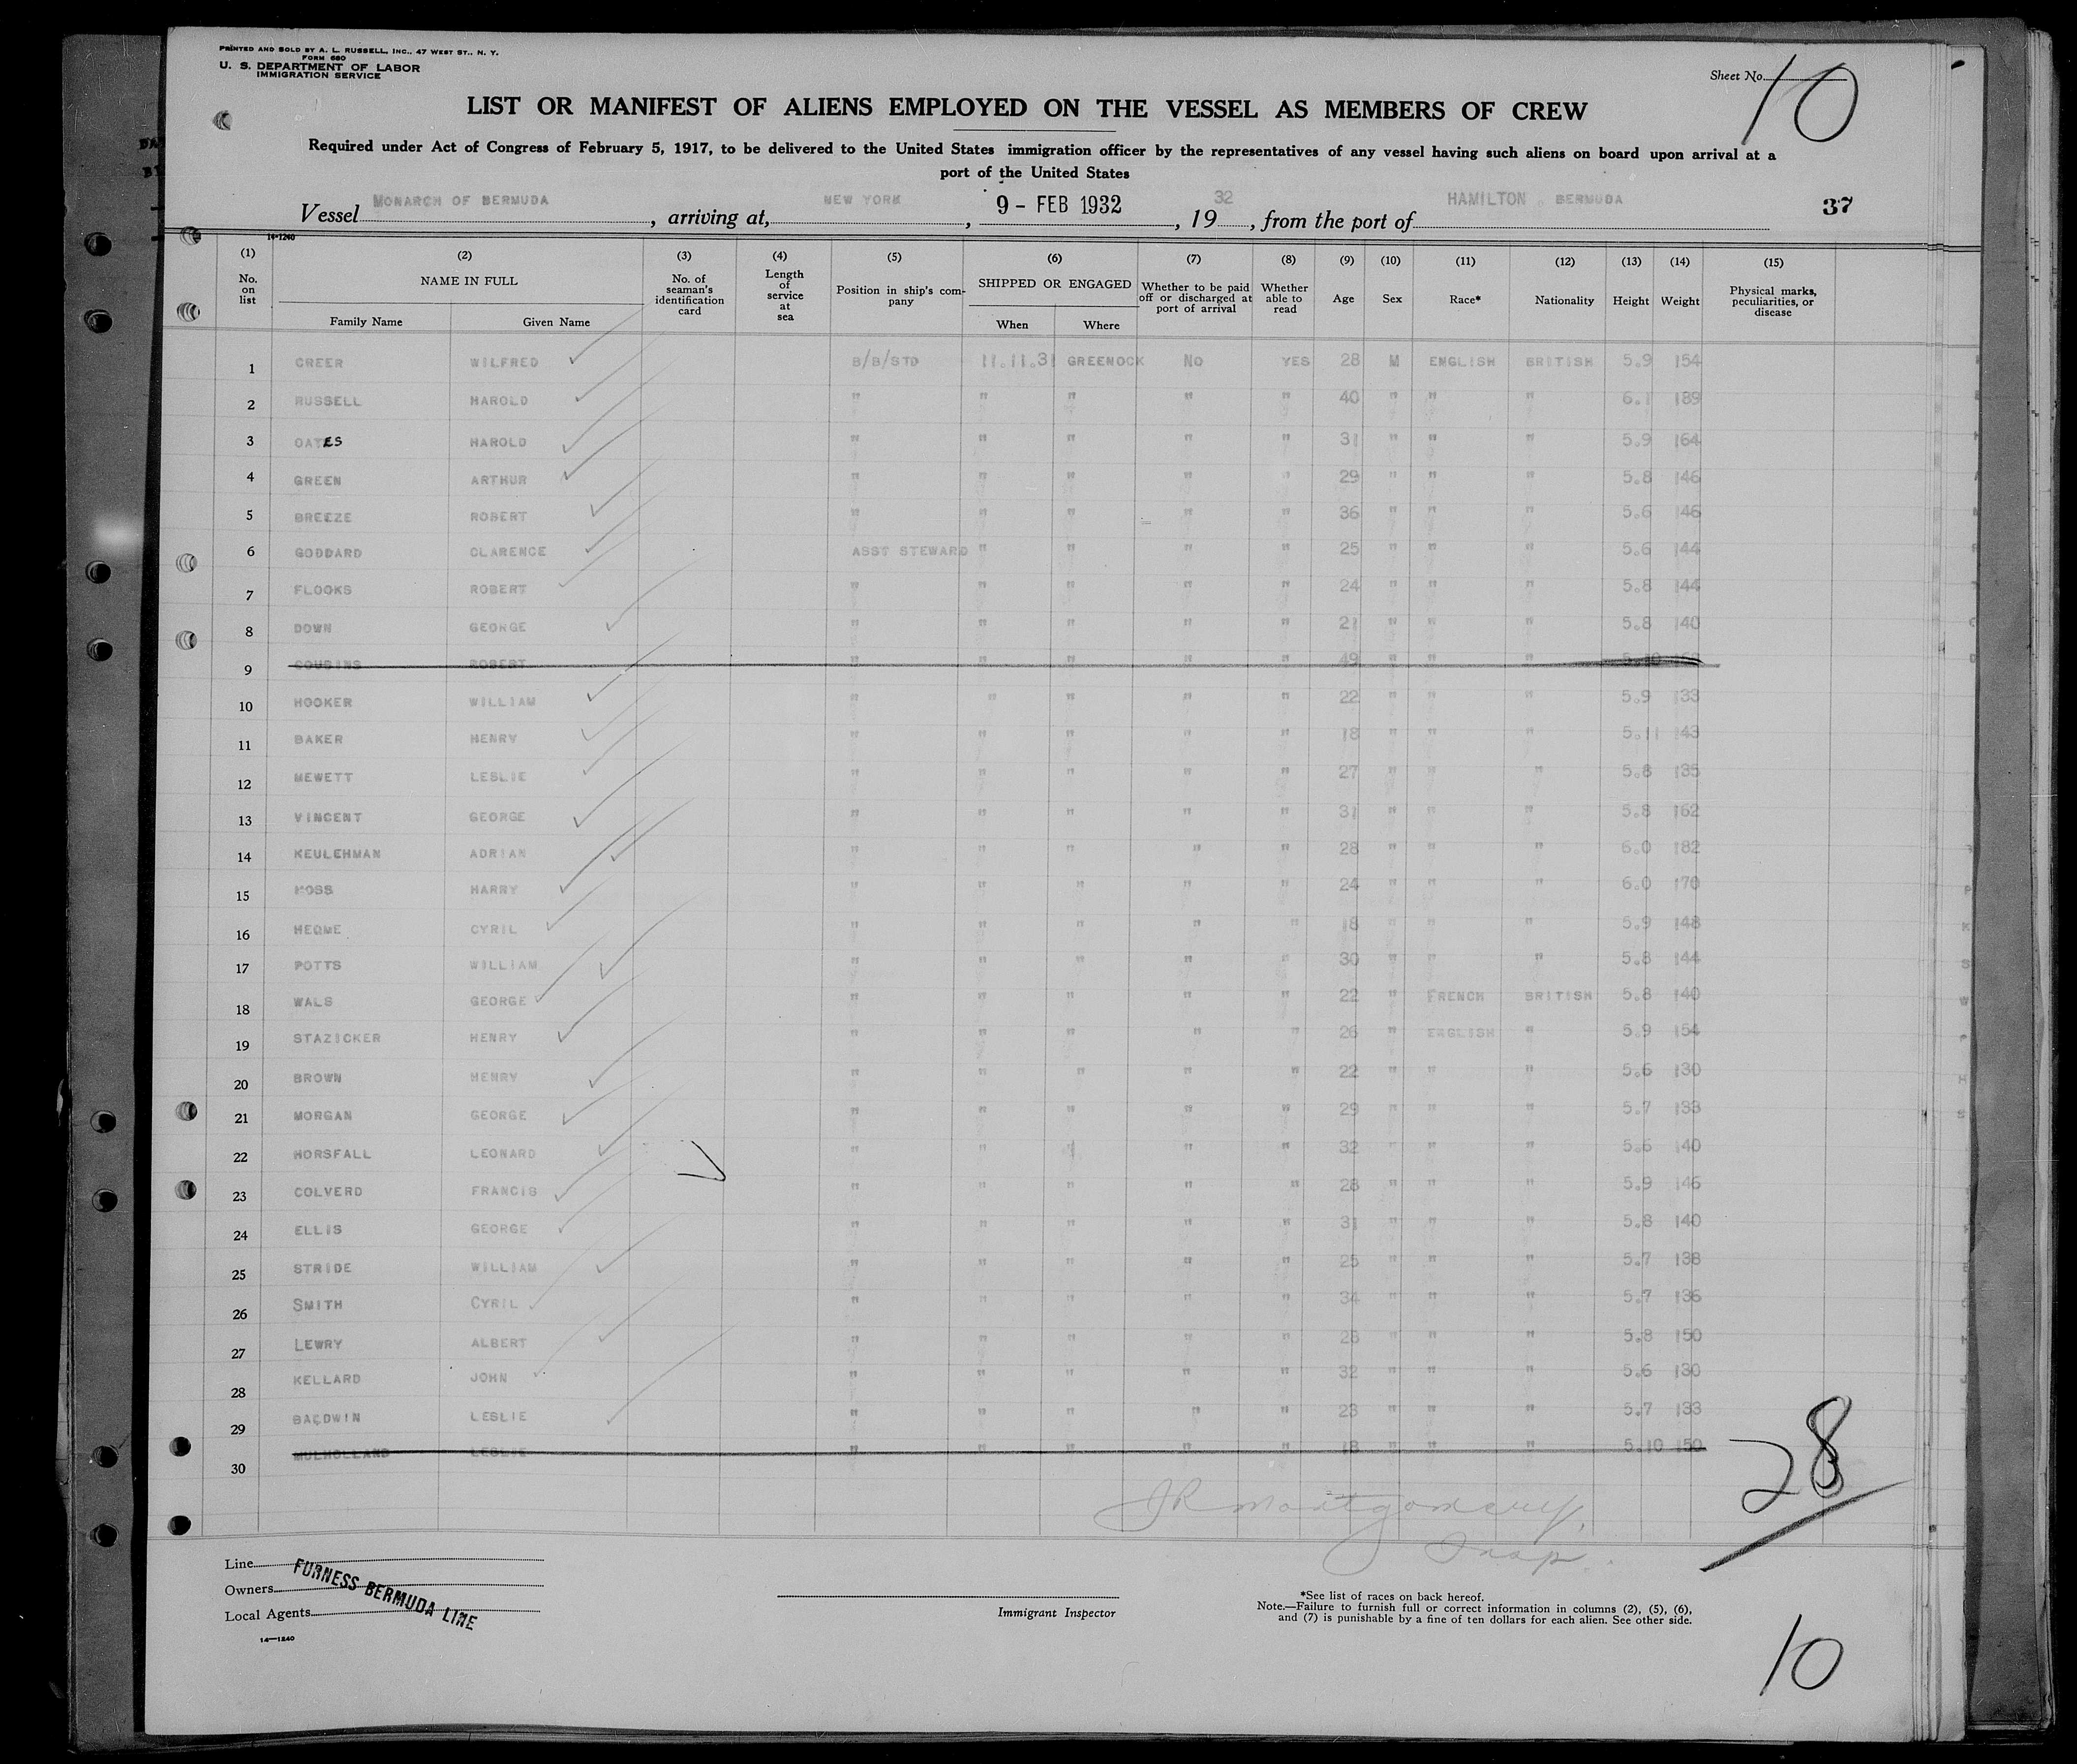 PRINTED AND SOLD BY A. L. RUSSELL, INC., 47 WEST ST., N. Y.
FORM 680
U. S. DEPARTMENT OF LABOR
IMMIGRATION SERVICE
Sheet No. 10
LIST OR MANIFEST OF ALIENS EMPLOYED ON THE VESSEL AS MEMBERS OF CREW
Required under Act of Congress of February 5, 1917, to be delivered to the United States immigration officer by the representatives of any vessel having such aliens on board upon arrival at a
port of the United States
Vessel MONARCH OF BERMUDA, arriving at, NEW YORK, 9 - FEB 1932, 19 32, from the port of HAMILTON, BERMUDA 37
14-1240
(1) (2) (3) (4) (5) (6) (7) (8) (9) (10) (11) (12) (13) (14) (15)
No. on list NAME IN FULL Family Name Given Name No. of seaman's identification card Length of service at sea Position in ship's company SHIPPED OR ENGAGED When Where Whether to be paid off or discharged at port of arrival Whether able to read Age Sex Race* Nationality Height Weight Physical marks, peculiarities, or disease
1 GREER WILFRED B/B/STD 11.11.31 GREENOCK NO YES 28 M ENGLISH BRITISH 5.9 154
2 RUSSELL HAROLD " " " " " 40 " " " 6.1 189
3 OATES HAROLD " " " " " 31 " " " 5.9 164
4 GREEN ARTHUR " " " " " 29 " " " 5.8 146
5 BREEZE ROBERT " " " " " 36 " " " 5.6 146
6 GODDARD CLARENCE ASST STEWARD " " " " 25 " " " 5.6 144
7 FLOOKS ROBERT " " " " " 24 " " " 5.8 144
8 DOWN GEORGE " " " " " 21 " " " 5.8 140
9 COUSINS ROBERT " " " " " 49 " " " 5.10
10 HOOKER WILLIAM " " " " " 22 " " " 5.9 133
11 BAKER HENRY " " " " " 18 " " " 5.11 143
12 MEWETT LESLIE " " " " " 27 " " " 5.8 135
13 VINCENT GEORGE " " " " " 31 " " " 5.8 162
14 KEULEHMAN ADRIAN " " " " " 28 " " " 6.0 182
15 MOSS HARRY " " " " " 24 " " " 6.0 170
16 HEOME CYRIL " " " " " 18 " " " 5.9 148
17 POTTS WILLIAM " " " " " 30 " " " 5.8 144
18 WALS GEORGE " " " " " 22 " FRENCH BRITISH 5.8 140
19 STAZICKER HENRY " " " " " 26 " ENGLISH " 5.9 154
20 BROWN HENRY " " " " " 22 " " " 5.6 130
21 MORGAN GEORGE " " " " " 29 " " " 5.7 133
22 HORSFALL LEONARD " " " " " 32 " " " 5.6 140
23 COLVERD FRANCIS " " " " " 28 " " " 5.9 146
24 ELLIS GEORGE " " " " " 31 " " " 5.8 140
25 STRIDE WILLIAM " " " " " 25 " " " 5.7 138
26 SMITH CYRIL " " " " " 34 " " " 5.7 136
27 LEWRY ALBERT " " " " " 28 " " " 5.8 150
28 KELLARD JOHN " " " " " 32 " " " 5.6 130
29 BALDWIN LESLIE " " " " " 23 " " " 5.7 133
30 MULHOLLAND LESLIE " " " " " 18 " " " 5.10 150
28
JR Montgomery,
Insp.
Line
Owners FURNESS BERMUDA LINE
Local Agents
14—1240
Immigrant Inspector
*See list of races on back hereof.
Note.—Failure to furnish full or correct information in columns (2), (5), (6),
and (7) is punishable by a fine of ten dollars for each alien. See other side.
10